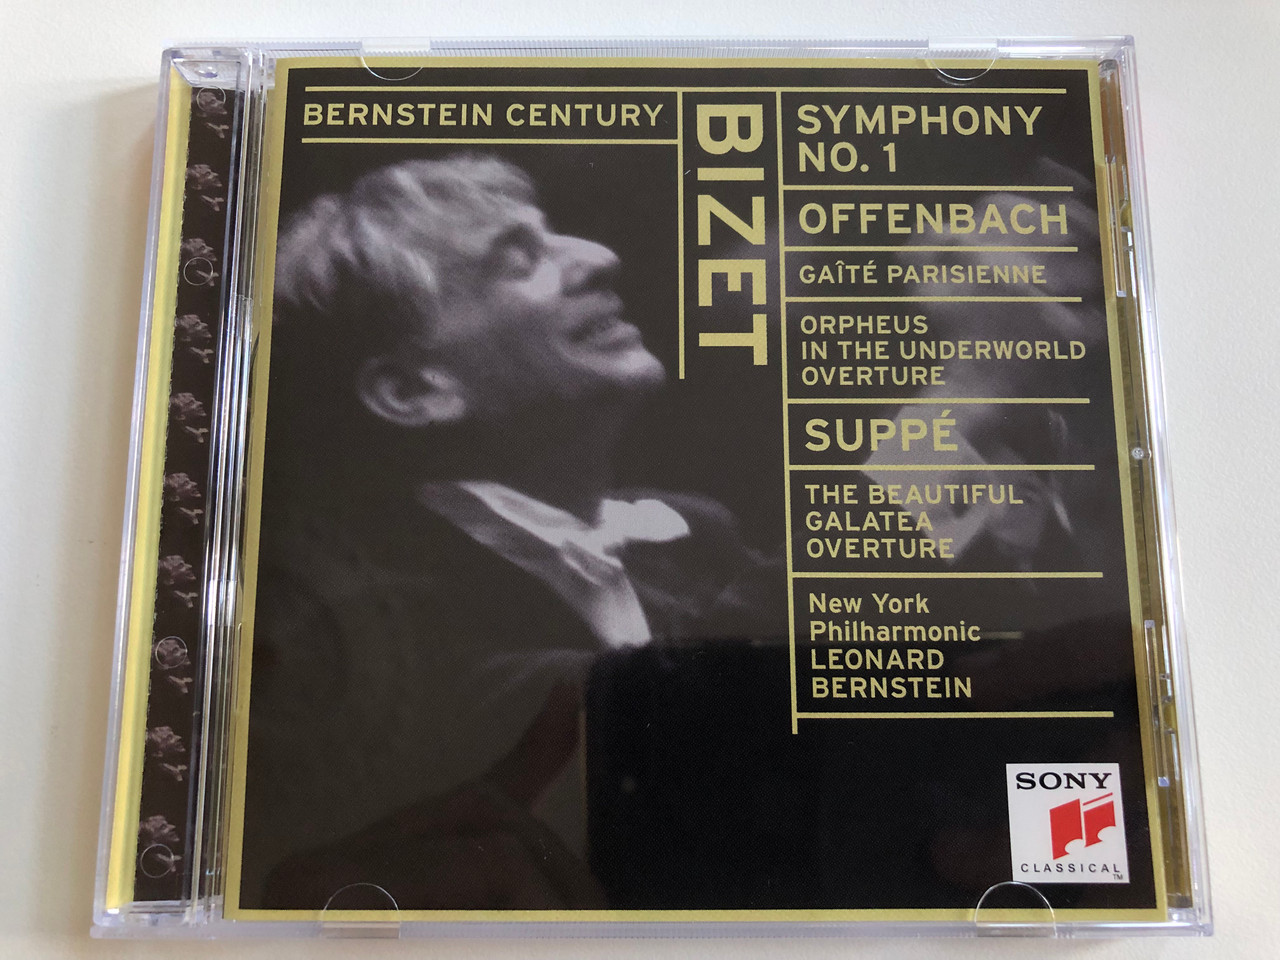 BERNSTEIN CENTURY
BIZET
SYMPHONY
NO. 1
OFFENBACH
GAÎTÉ PARISIENNE
ORPHEUS
IN THE UNDERWORLD
OVERTURE
SUPPÉ
THE BEAUTIFUL
GALATEA
OVERTURE
New York
Philharmonic
LEONARD
BERNSTEIN
SONY
CLASSICAL
TM